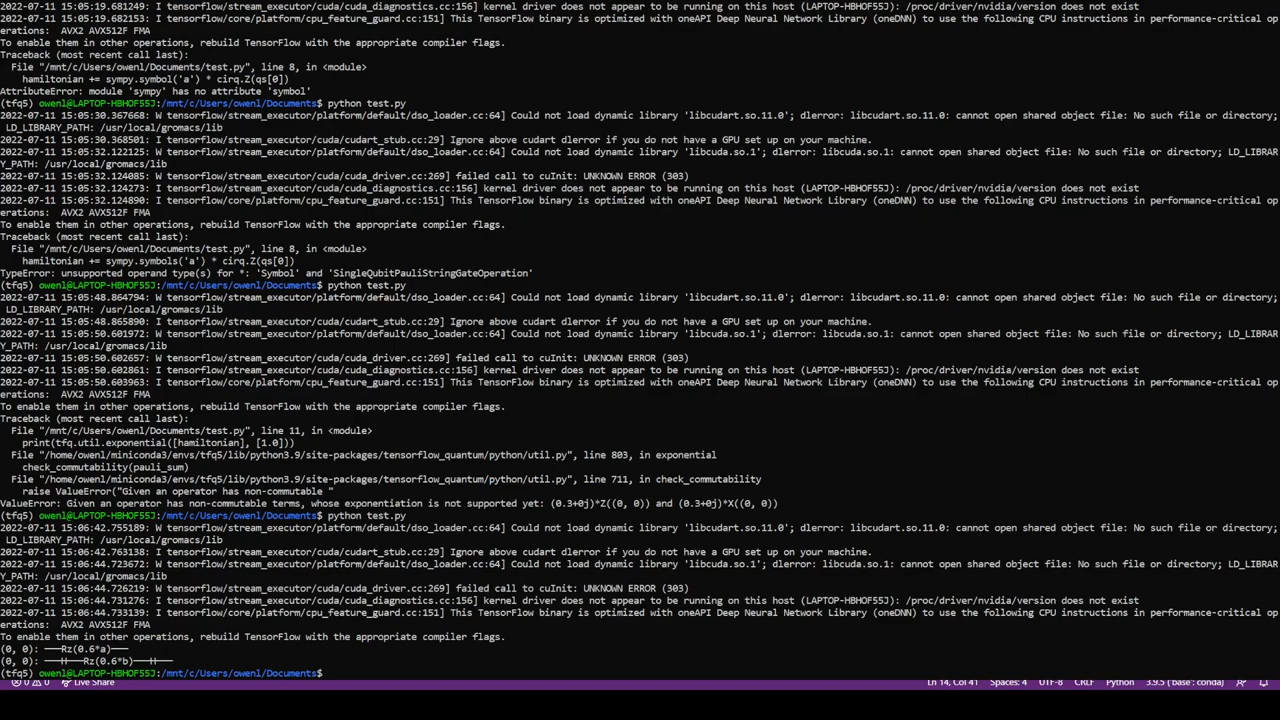 2022-07-11 15:05:19.681249: I tensorflow/stream_executor/cuda/cuda_diagnostics.cc:156] kernel driver does not appear to be running on this host (LAPTOP-HBHOF55J): /proc/driver/nvidia/version does not exist
2022-07-11 15:05:19.682153: I tensorflow/core/platform/cpu_feature_guard.cc:151] This TensorFlow binary is optimized with oneAPI Deep Neural Network Library (oneDNN) to use the following CPU instructions in performance-critical op
erations:  AVX2 AVX512F FMA
To enable them in other operations, rebuild TensorFlow with the appropriate compiler flags.
Traceback (most recent call last):
  File "/mnt/c/Users/owenl/Documents/test.py", line 8, in <module>
    hamiltonian += sympy.symbol('a') * cirq.Z(qs[0])
AttributeError: module 'sympy' has no attribute 'symbol'
(tfq5) owenl@LAPTOP-HBHOF55J:/mnt/c/Users/owenl/Documents$ python test.py
2022-07-11 15:05:30.367668: W tensorflow/stream_executor/platform/default/dso_loader.cc:64] Could not load dynamic library 'libcudart.so.11.0'; dlerror: libcudart.so.11.0: cannot open shared object file: No such file or directory;
 LD_LIBRARY_PATH: /usr/local/gromacs/lib
2022-07-11 15:05:30.368501: I tensorflow/stream_executor/cuda/cudart_stub.cc:29] Ignore above cudart dlerror if you do not have a GPU set up on your machine.
2022-07-11 15:05:32.122125: W tensorflow/stream_executor/platform/default/dso_loader.cc:64] Could not load dynamic library 'libcuda.so.1'; dlerror: libcuda.so.1: cannot open shared object file: No such file or directory; LD_LIBRAR
Y_PATH: /usr/local/gromacs/lib
2022-07-11 15:05:32.124085: W tensorflow/stream_executor/cuda/cuda_driver.cc:269] failed call to cuInit: UNKNOWN ERROR (303)
2022-07-11 15:05:32.124273: I tensorflow/stream_executor/cuda/cuda_diagnostics.cc:156] kernel driver does not appear to be running on this host (LAPTOP-HBHOF55J): /proc/driver/nvidia/version does not exist
2022-07-11 15:05:32.124890: I tensorflow/core/platform/cpu_feature_guard.cc:151] This TensorFlow binary is optimized with oneAPI Deep Neural Network Library (oneDNN) to use the following CPU instructions in performance-critical op
erations:  AVX2 AVX512F FMA
To enable them in other operations, rebuild TensorFlow with the appropriate compiler flags.
Traceback (most recent call last):
  File "/mnt/c/Users/owenl/Documents/test.py", line 8, in <module>
    hamiltonian += sympy.symbols('a') * cirq.Z(qs[0])
TypeError: unsupported operand type(s) for *: 'Symbol' and 'SingleQubitPauliStringGateOperation'
(tfq5) owenl@LAPTOP-HBHOF55J:/mnt/c/Users/owenl/Documents$ python test.py
2022-07-11 15:05:48.864794: W tensorflow/stream_executor/platform/default/dso_loader.cc:64] Could not load dynamic library 'libcudart.so.11.0'; dlerror: libcudart.so.11.0: cannot open shared object file: No such file or directory;
 LD_LIBRARY_PATH: /usr/local/gromacs/lib
2022-07-11 15:05:48.865890: I tensorflow/stream_executor/cuda/cudart_stub.cc:29] Ignore above cudart dlerror if you do not have a GPU set up on your machine.
2022-07-11 15:05:50.601972: W tensorflow/stream_executor/platform/default/dso_loader.cc:64] Could not load dynamic library 'libcuda.so.1'; dlerror: libcuda.so.1: cannot open shared object file: No such file or directory; LD_LIBRAR
Y_PATH: /usr/local/gromacs/lib
2022-07-11 15:05:50.602657: W tensorflow/stream_executor/cuda/cuda_driver.cc:269] failed call to cuInit: UNKNOWN ERROR (303)
2022-07-11 15:05:50.602861: I tensorflow/stream_executor/cuda/cuda_diagnostics.cc:156] kernel driver does not appear to be running on this host (LAPTOP-HBHOF55J): /proc/driver/nvidia/version does not exist
2022-07-11 15:05:50.603963: I tensorflow/core/platform/cpu_feature_guard.cc:151] This TensorFlow binary is optimized with oneAPI Deep Neural Network Library (oneDNN) to use the following CPU instructions in performance-critical op
erations:  AVX2 AVX512F FMA
To enable them in other operations, rebuild TensorFlow with the appropriate compiler flags.
Traceback (most recent call last):
  File "/mnt/c/Users/owenl/Documents/test.py", line 11, in <module>
    print(tfq.util.exponential([hamiltonian], [1.0]))
  File "/home/owenl/miniconda3/envs/tfq5/lib/python3.9/site-packages/tensorflow_quantum/python/util.py", line 803, in exponential
    check_commutability(pauli_sum)
  File "/home/owenl/miniconda3/envs/tfq5/lib/python3.9/site-packages/tensorflow_quantum/python/util.py", line 711, in check_commutability
    raise ValueError("Given an operator has non-commutable "
ValueError: Given an operator has non-commutable terms, whose exponentiation is not supported yet: (0.3+0j)*Z((0, 0)) and (0.3+0j)*X((0, 0))
(tfq5) owenl@LAPTOP-HBHOF55J:/mnt/c/Users/owenl/Documents$ python test.py
2022-07-11 15:06:42.755189: W tensorflow/stream_executor/platform/default/dso_loader.cc:64] Could not load dynamic library 'libcudart.so.11.0'; dlerror: libcudart.so.11.0: cannot open shared object file: No such file or directory;
 LD_LIBRARY_PATH: /usr/local/gromacs/lib
2022-07-11 15:06:42.763138: I tensorflow/stream_executor/cuda/cudart_stub.cc:29] Ignore above cudart dlerror if you do not have a GPU set up on your machine.
2022-07-11 15:06:44.723672: W tensorflow/stream_executor/platform/default/dso_loader.cc:64] Could not load dynamic library 'libcuda.so.1'; dlerror: libcuda.so.1: cannot open shared object file: No such file or directory; LD_LIBRAR
Y_PATH: /usr/local/gromacs/lib
2022-07-11 15:06:44.726219: W tensorflow/stream_executor/cuda/cuda_driver.cc:269] failed call to cuInit: UNKNOWN ERROR (303)
2022-07-11 15:06:44.731276: I tensorflow/stream_executor/cuda/cuda_diagnostics.cc:156] kernel driver does not appear to be running on this host (LAPTOP-HBHOF55J): /proc/driver/nvidia/version does not exist
2022-07-11 15:06:44.733139: I tensorflow/core/platform/cpu_feature_guard.cc:151] This TensorFlow binary is optimized with oneAPI Deep Neural Network Library (oneDNN) to use the following CPU instructions in performance-critical op
erations:  AVX2 AVX512F FMA
To enable them in other operations, rebuild TensorFlow with the appropriate compiler flags.
(0, 0): ───Rz(0.6*a)───
(0, 0): ───H───Rz(0.6*b)───H───
(tfq5) owenl@LAPTOP-HBHOF55J:/mnt/c/Users/owenl/Documents$
0 0 Live Share Ln 14, Col 41 Spaces: 4 UTF-8 CRLF Python 3.9.5 ('base': conda)